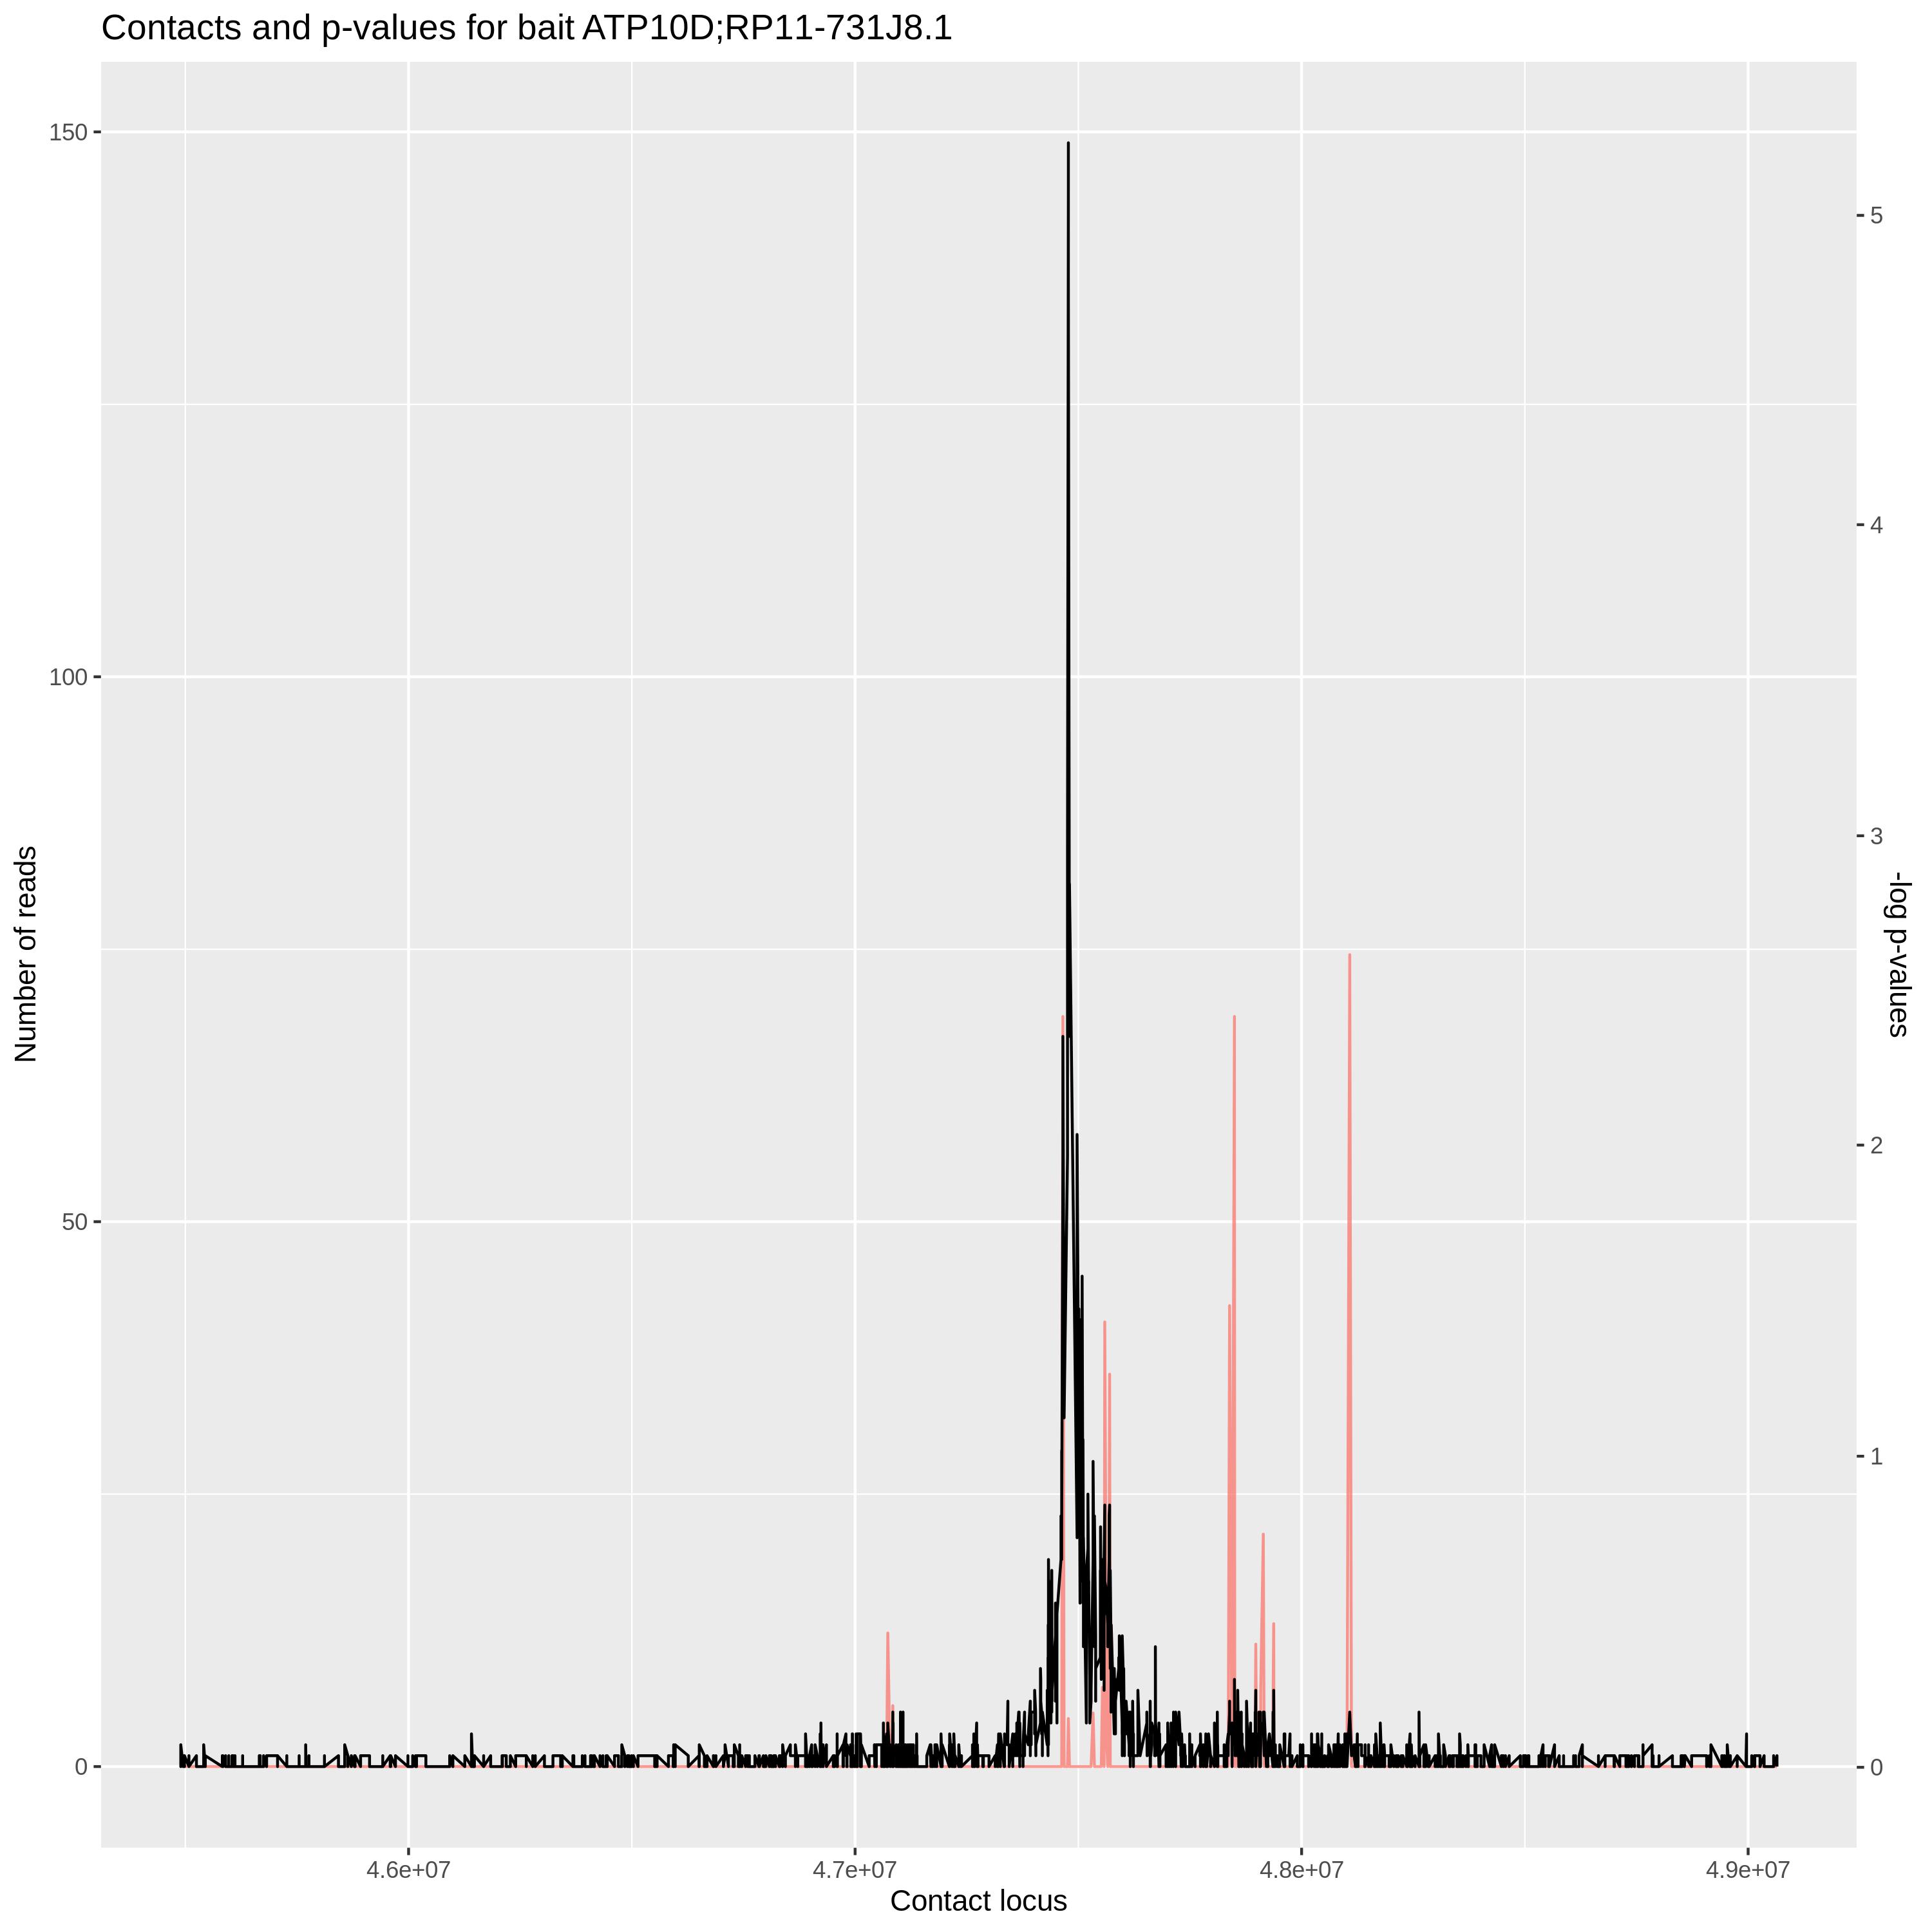 Contacts and p-values for bait ATP10D;RP11-731J8.1
150
100
50
0
Number of reads
5
4
3
2
1
0
-log p-values
4.6e+07
4.7e+07
4.8e+07
4.9e+07
Contact locus